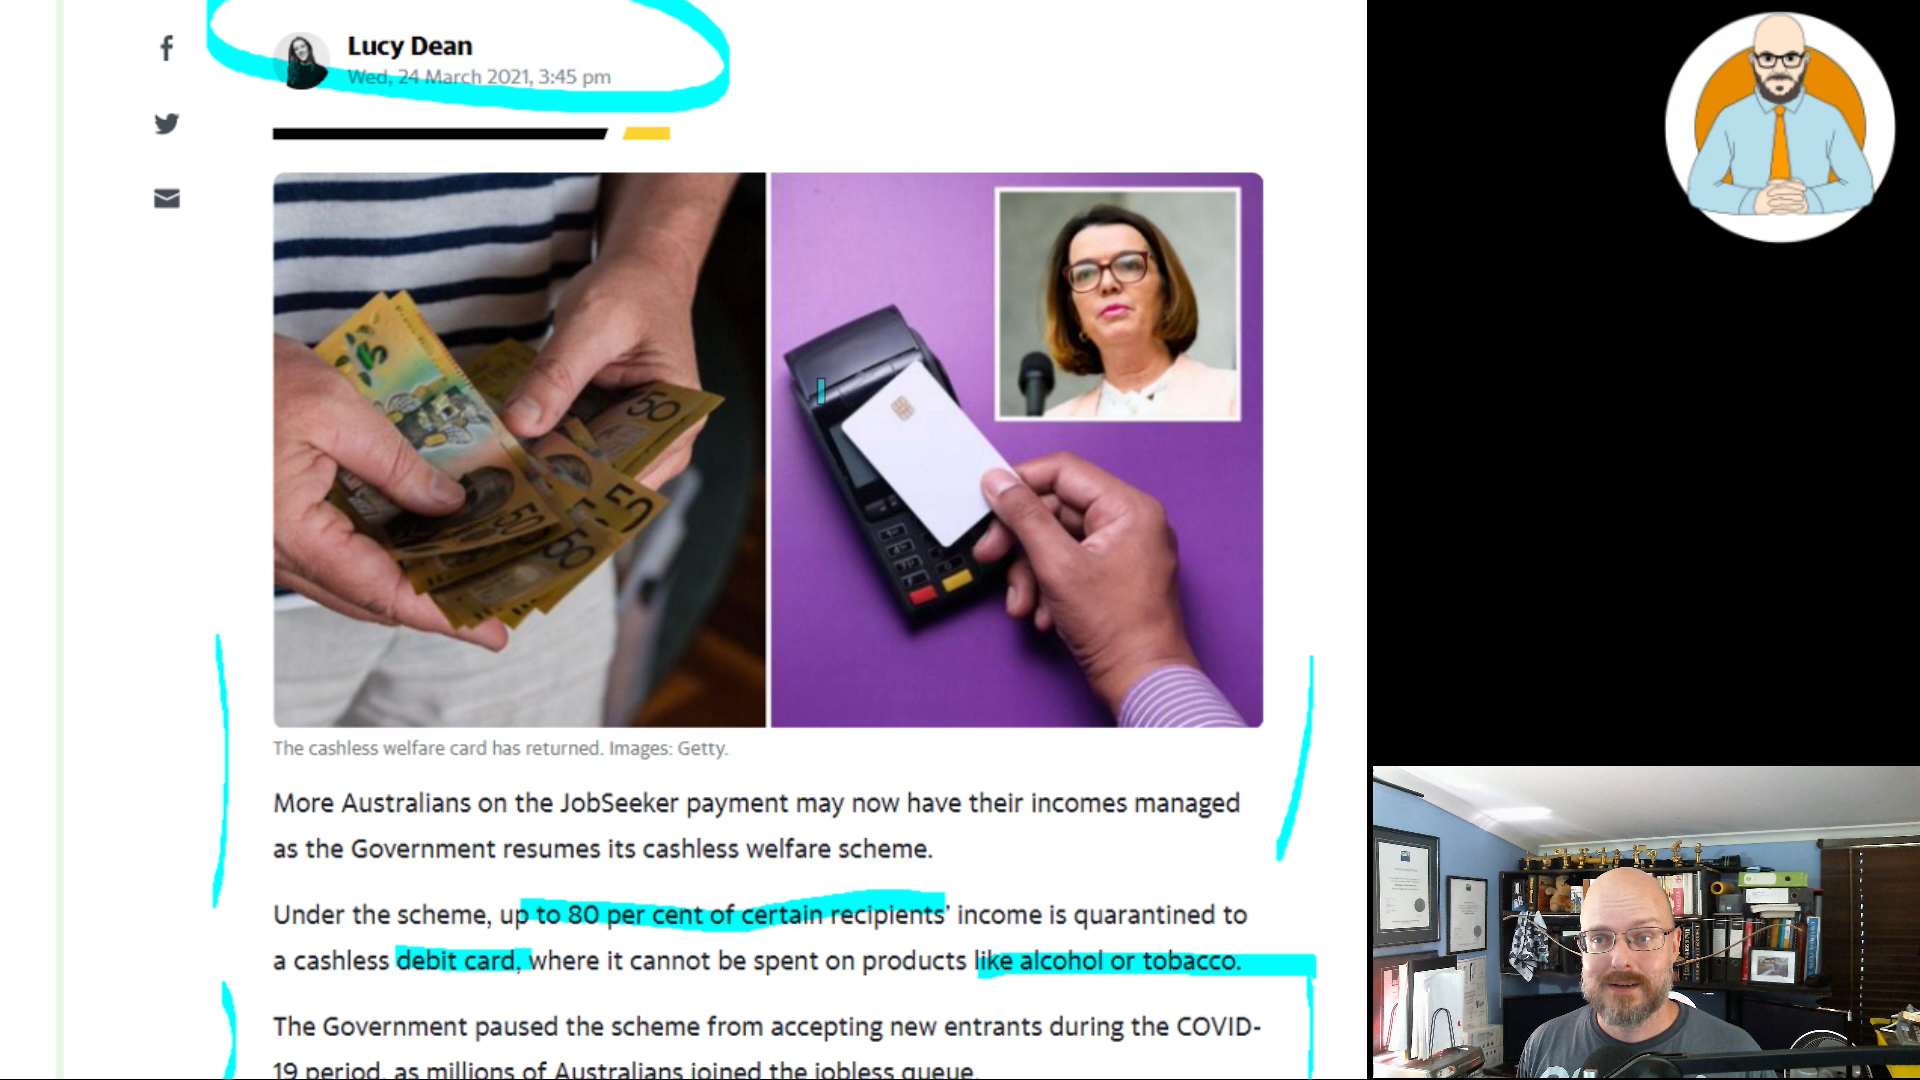 Lucy Dean
Wed, 24 March 2021, 3:45 pm
50
50
50
50
The cashless welfare card has returned. Images: Getty.
More Australians on the JobSeeker payment may now have their incomes managed
as the Government resumes its cashless welfare scheme.
Under the scheme, up to 80 per cent of certain recipients’ income is quarantined to
a cashless debit card, where it cannot be spent on products like alcohol or tobacco.
The Government paused the scheme from accepting new entrants during the COVID-
19 period, as millions of Australians joined the jobless queue.